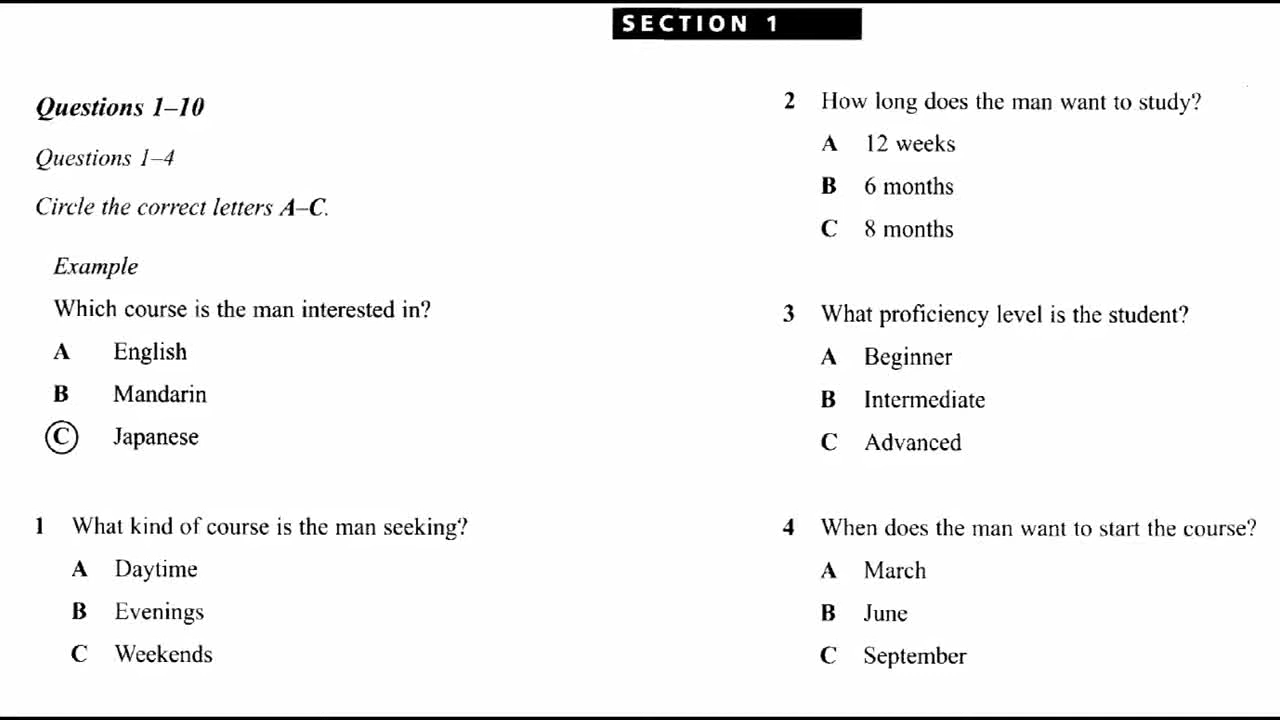 SECTION 1
Questions 1–10
Questions 1–4
Circle the correct letters A–C.
Example
Which course is the man interested in?
A English
B Mandarin
C Japanese
1 What kind of course is the man seeking?
A Daytime
B Evenings
C Weekends
2 How long does the man want to study?
A 12 weeks
B 6 months
C 8 months
3 What proficiency level is the student?
A Beginner
B Intermediate
C Advanced
4 When does the man want to start the course?
A March
B June
C September